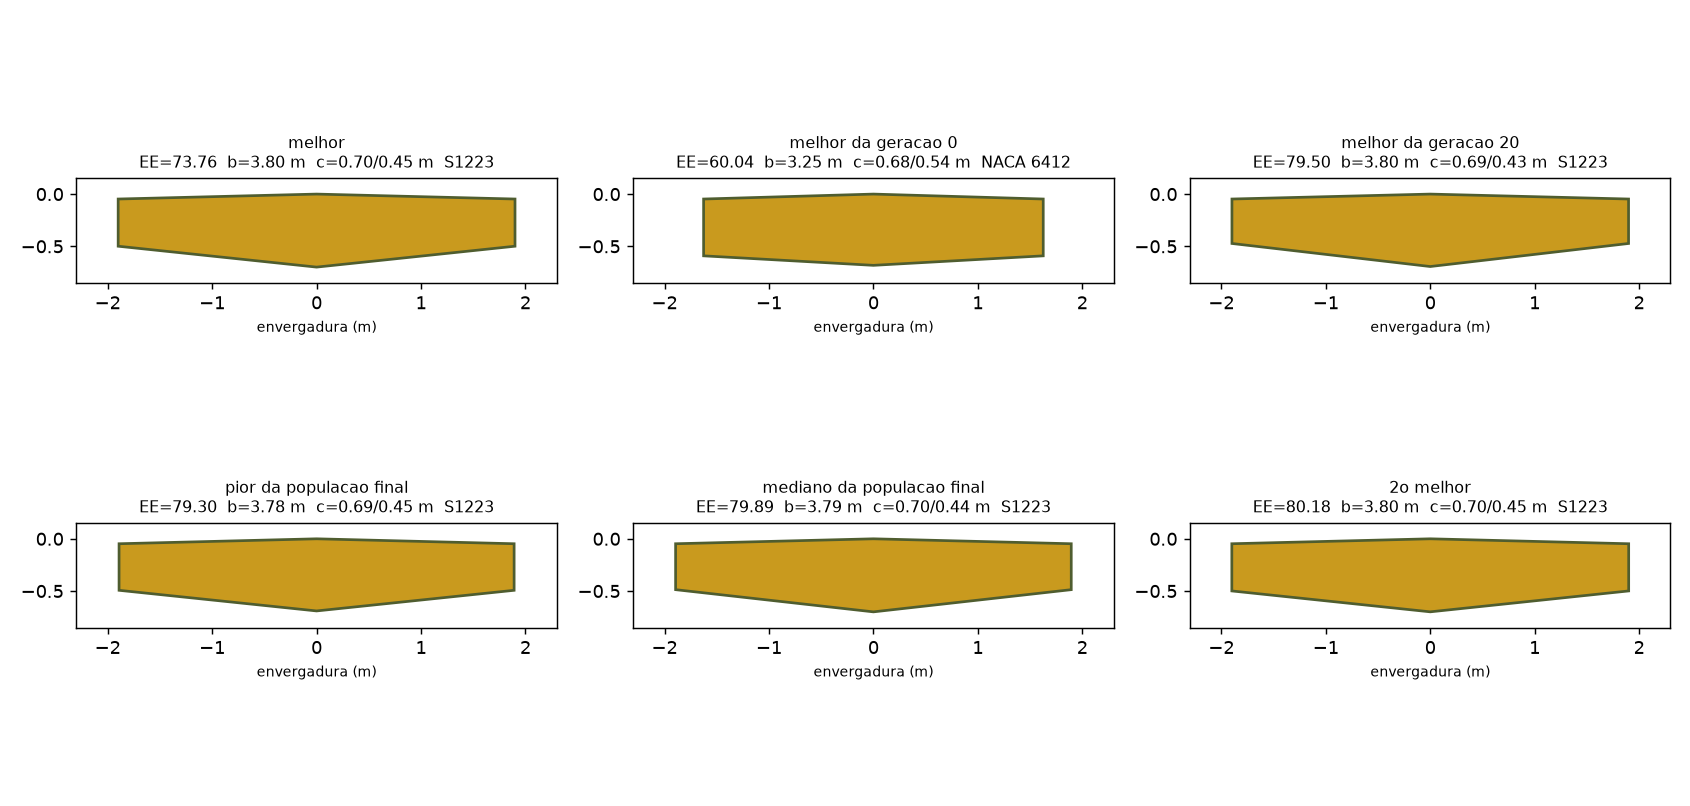 melhor
EE=73.76 b=3.80 m c=0.70/0.45 m S1223
0.0
−0.5
−2 −1 0 1 2
envergadura (m)
melhor da geracao 0
EE=60.04 b=3.25 m c=0.68/0.54 m NACA 6412
0.0
−0.5
−2 −1 0 1 2
envergadura (m)
melhor da geracao 20
EE=79.50 b=3.80 m c=0.69/0.43 m S1223
0.0
−0.5
−2 −1 0 1 2
envergadura (m)
pior da populacao final
EE=79.30 b=3.78 m c=0.69/0.45 m S1223
0.0
−0.5
−2 −1 0 1 2
envergadura (m)
mediano da populacao final
EE=79.89 b=3.79 m c=0.70/0.44 m S1223
0.0
−0.5
−2 −1 0 1 2
envergadura (m)
2o melhor
EE=80.18 b=3.80 m c=0.70/0.45 m S1223
0.0
−0.5
−2 −1 0 1 2
envergadura (m)